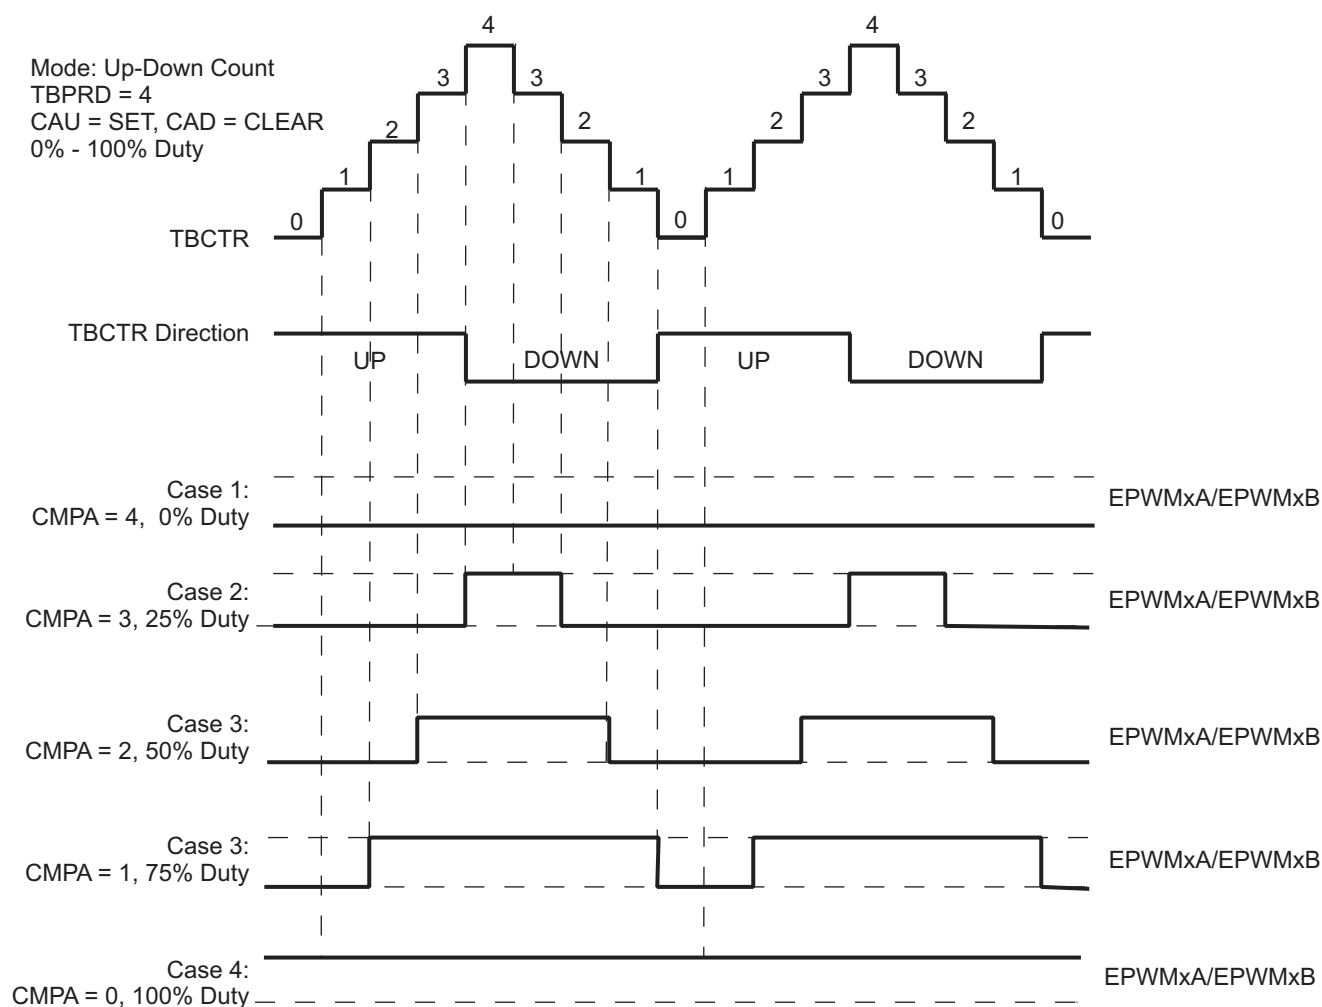 4
4
Mode: Up-Down Count
TBPRD = 4
CAU = SET, CAD = CLEAR
0% - 100% Duty
3
3
3
3
2
2
2
2
1
1
1
1
0
0
0
TBCTR
TBCTR Direction
UP
DOWN
UP
DOWN
Case 1:
CMPA = 4, 0% Duty
EPWMxA/EPWMxB
Case 2:
CMPA = 3, 25% Duty
EPWMxA/EPWMxB
Case 3:
CMPA = 2, 50% Duty
EPWMxA/EPWMxB
Case 3:
CMPA = 1, 75% Duty
EPWMxA/EPWMxB
Case 4:
CMPA = 0, 100% Duty
EPWMxA/EPWMxB